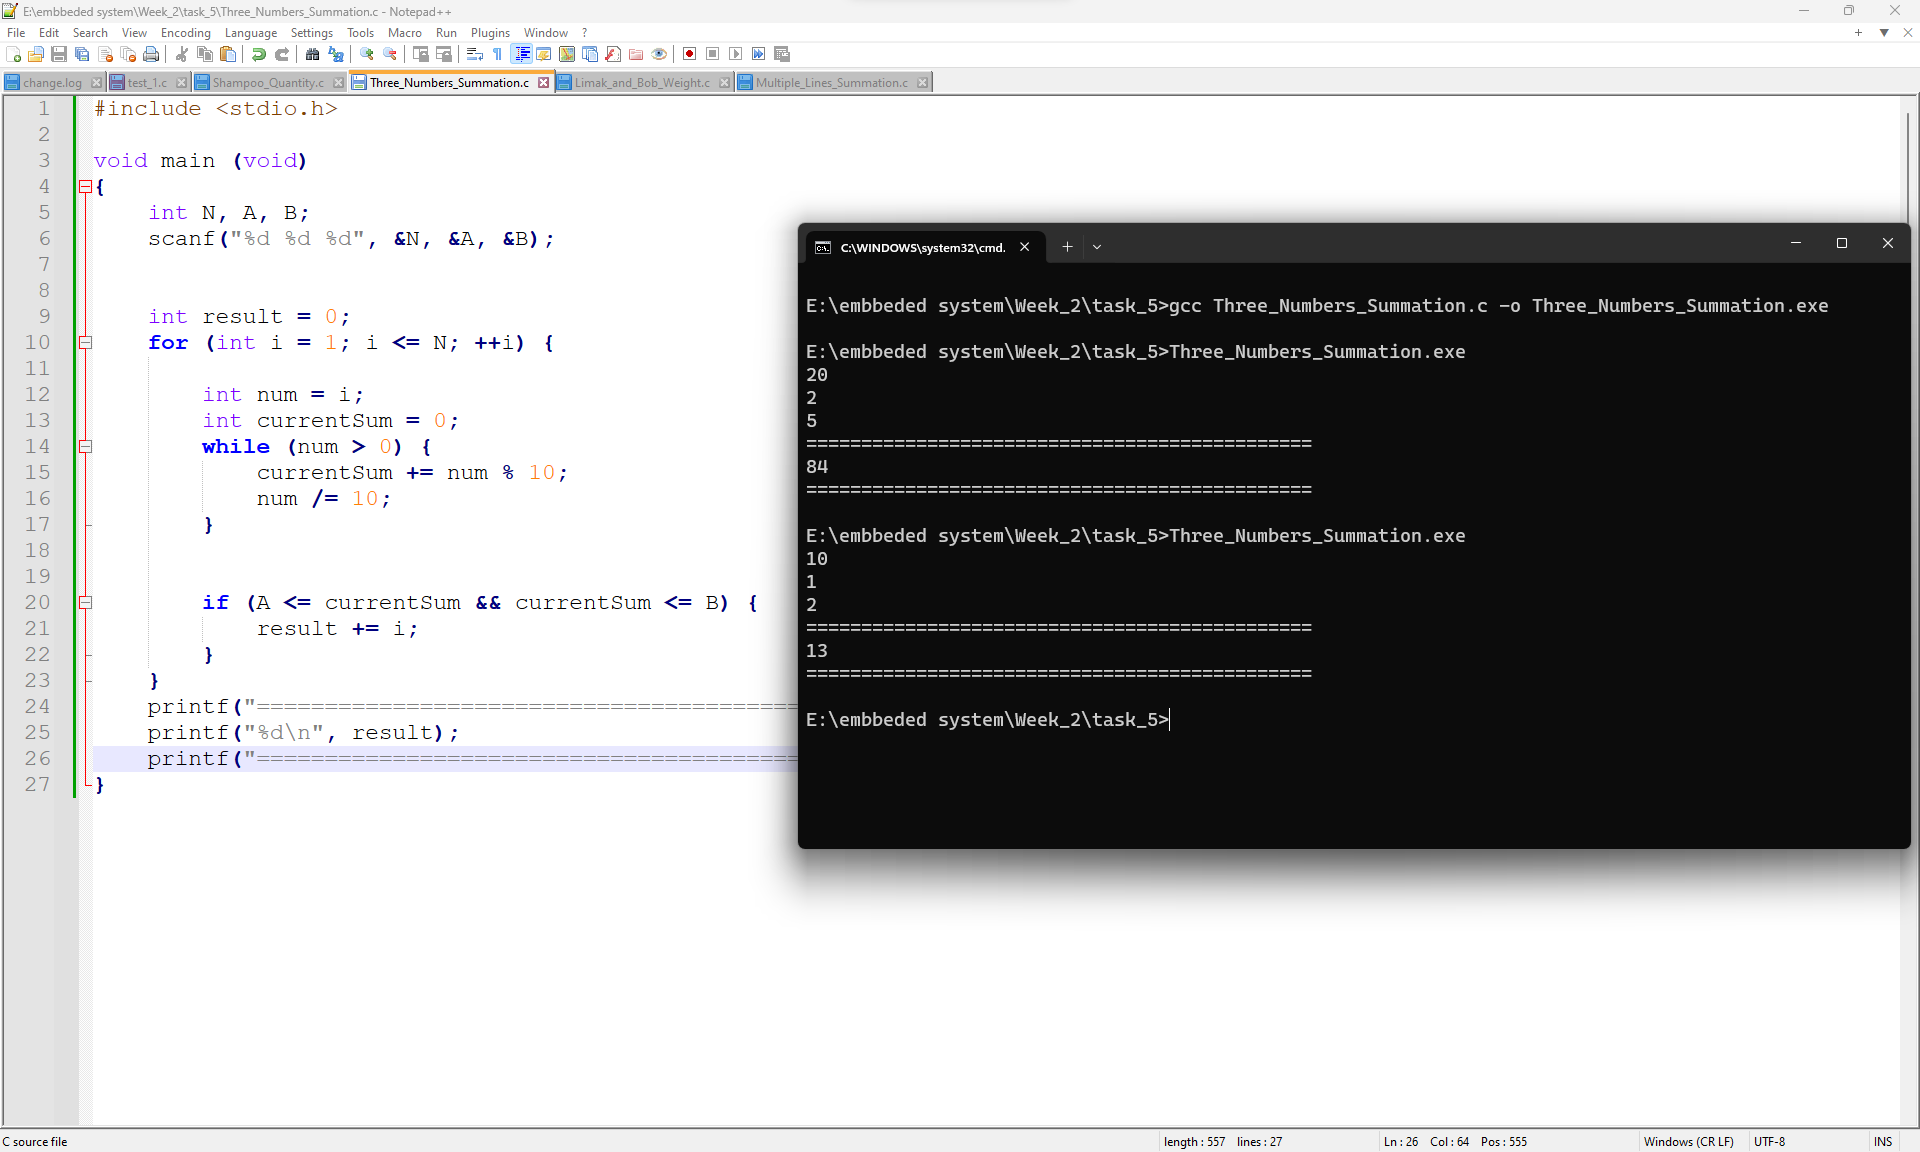 E:\embbeded system\Week_2\task_5\Three_Numbers_Summation.c - Notepad++
File Edit Search View Encoding Language Settings Tools Macro Run Plugins Window ?
change.log test_1.c Shampoo_Quantity.c Three_Numbers_Summation.c Limak_and_Bob_Weight.c Multiple_Lines_Summation.c
1 #include <stdio.h>
2
3 void main (void)
4 {
5 int N, A, B;
6 scanf("%d %d %d", &N, &A, &B);
7
8
9 int result = 0;
10 for (int i = 1; i <= N; ++i) {
11
12 int num = i;
13 int currentSum = 0;
14 while (num > 0) {
15 currentSum += num % 10;
16 num /= 10;
17 }
18
19
20 if (A <= currentSum && currentSum <= B) {
21 result += i;
22 }
23 }
24 printf("========================================
25 printf("%d\n", result);
26 printf("========================================
27 }
C:\WINDOWS\system32\cmd.
E:\embbeded system\Week_2\task_5>gcc Three_Numbers_Summation.c -o Three_Numbers_Summation.exe
E:\embbeded system\Week_2\task_5>Three_Numbers_Summation.exe
20
2
5
==============================================
84
==============================================
E:\embbeded system\Week_2\task_5>Three_Numbers_Summation.exe
10
1
2
==============================================
13
==============================================
E:\embbeded system\Week_2\task_5>
C source file length : 557 lines : 27 Ln : 26 Col : 64 Pos : 555 Windows (CR LF) UTF-8 INS